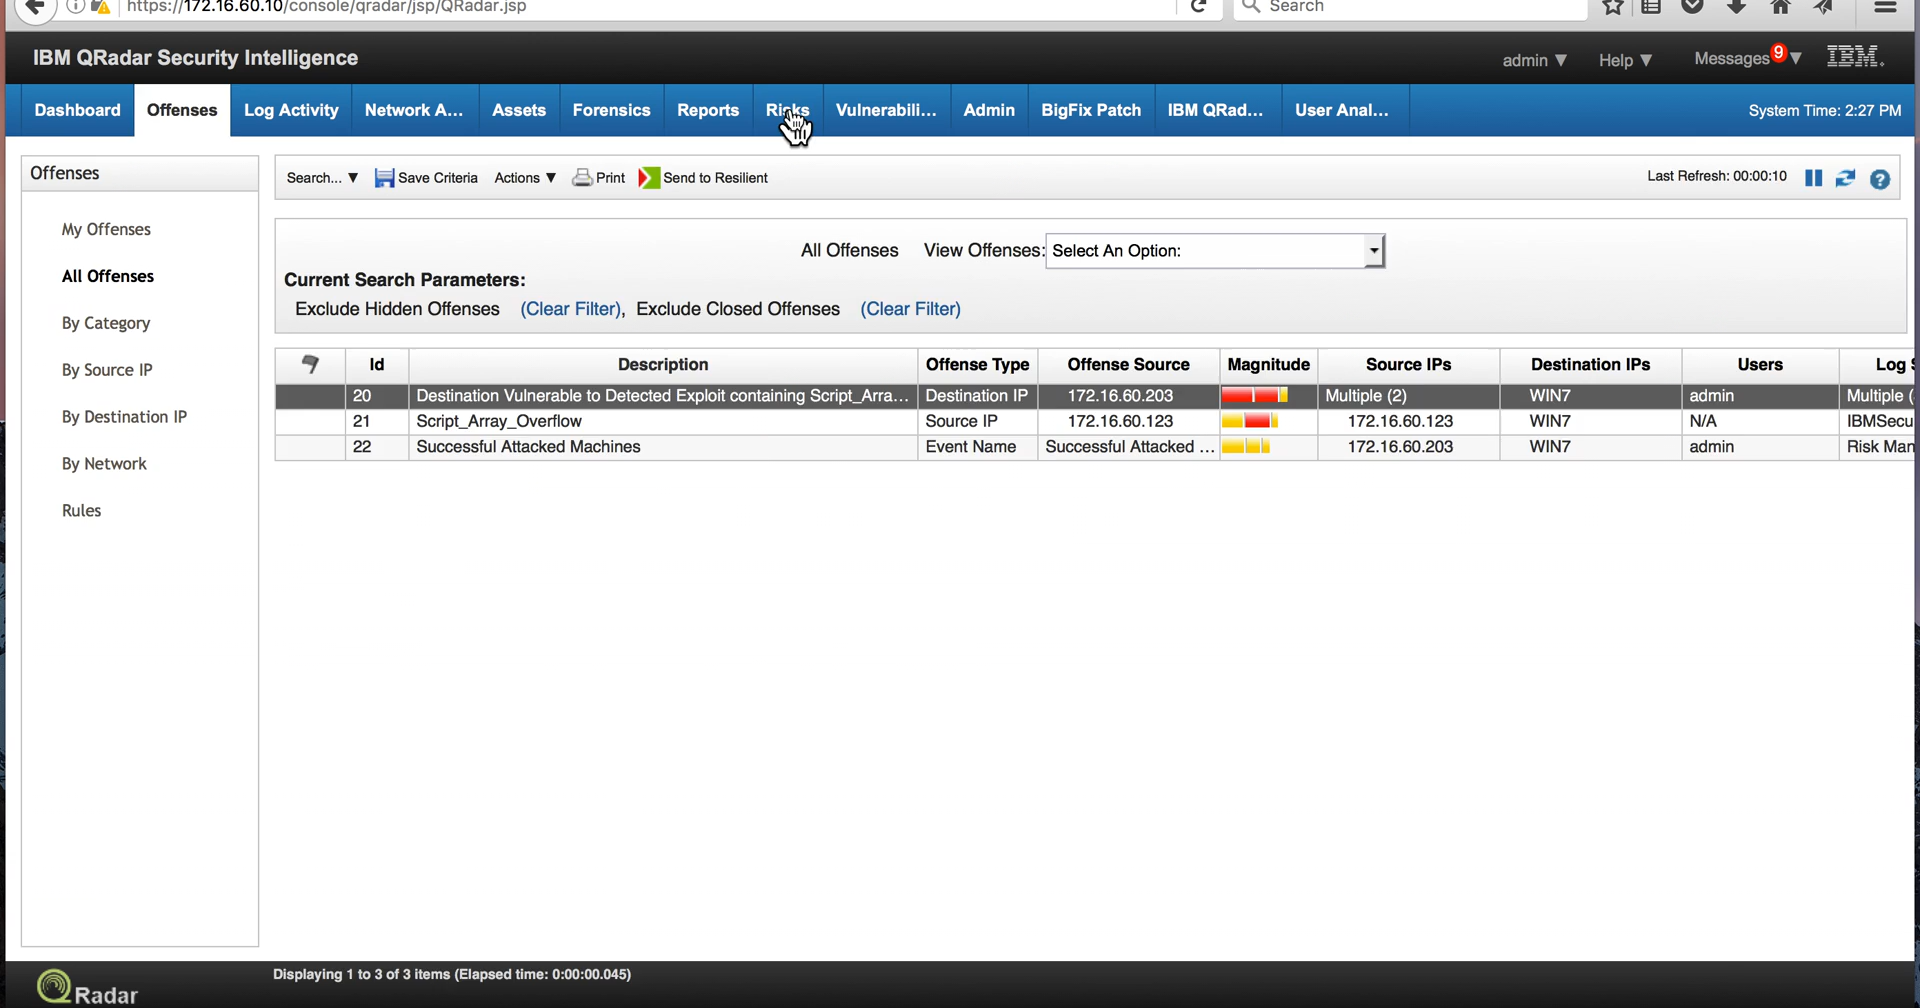 https://172.16.60.10/console/qradar/jsp/QRadar.jsp
Search
IBM QRadar Security Intelligence
admin ▼ Help ▼ Messages 9 ▼ IBM
Dashboard Offenses Log Activity Network A... Assets Forensics Reports Risks Vulnerabili... Admin BigFix Patch IBM QRad... User Anal... System Time: 2:27 PM
Offenses
My Offenses
All Offenses
By Category
By Source IP
By Destination IP
By Network
Rules
Search... ▼ Save Criteria Actions ▼ Print Send to Resilient Last Refresh: 00:00:10
All Offenses View Offenses: Select An Option:
Current Search Parameters:
Exclude Hidden Offenses (Clear Filter), Exclude Closed Offenses (Clear Filter)
Id Description Offense Type Offense Source Magnitude Source IPs Destination IPs Users Log
20 Destination Vulnerable to Detected Exploit containing Script_Arra... Destination IP 172.16.60.203 Multiple (2) WIN7 admin Multiple (
21 Script_Array_Overflow Source IP 172.16.60.123 172.16.60.123 WIN7 N/A IBMSecu
22 Successful Attacked Machines Event Name Successful Attacked ... 172.16.60.203 WIN7 admin Risk Man
QRadar
Displaying 1 to 3 of 3 items (Elapsed time: 0:00:00.045)